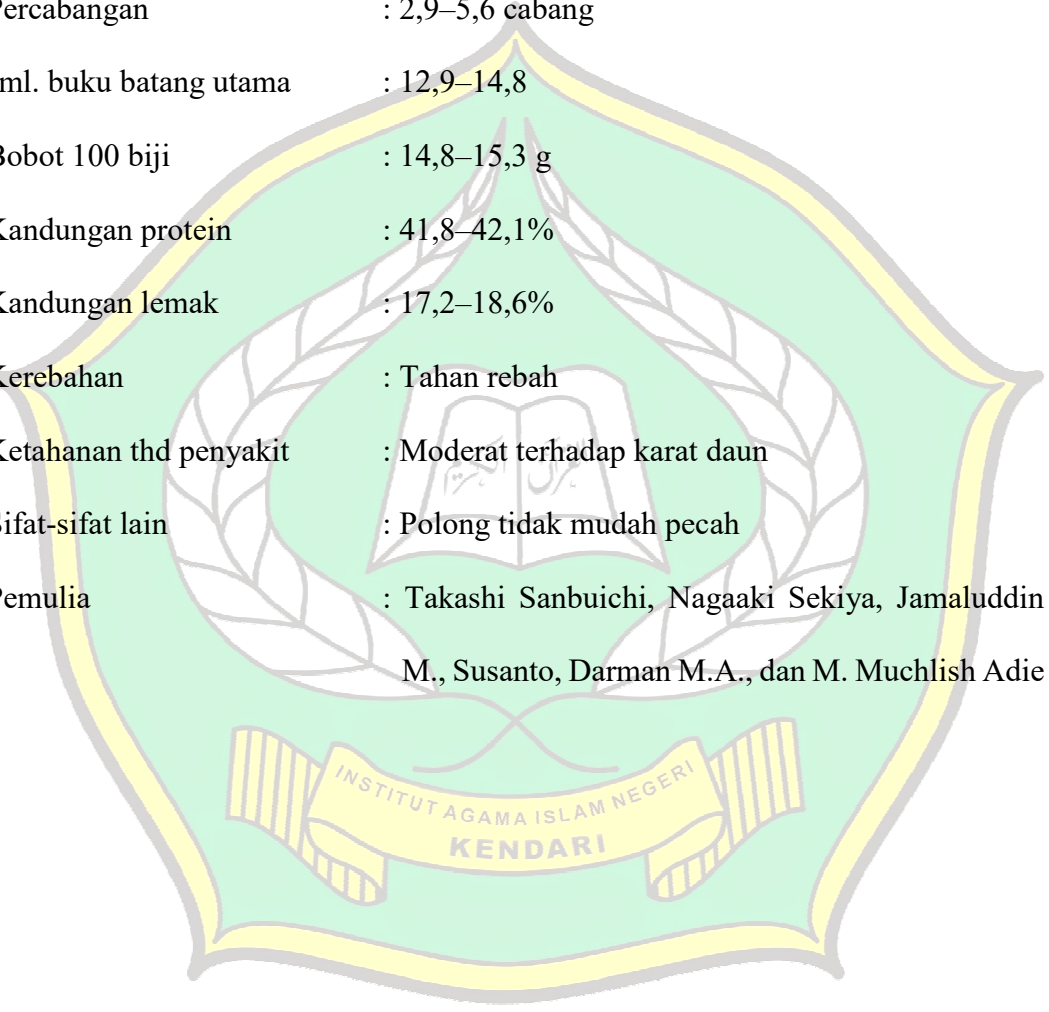 Percabangan : 2,9–5,6 cabang
ml. buku batang utama : 12,9–14,8
Bobot 100 biji : 14,8–15,3 g
Kandungan protein : 41,8–42,1%
Kandungan lemak : 17,2–18,6%
Kerebahan : Tahan rebah
Ketahanan thd penyakit : Moderat terhadap karat daun
القرآن الكريم
Sifat-sifat lain : Polong tidak mudah pecah
Pemulia : Takashi Sanbuichi, Nagaaki Sekiya, Jamaluddin
M., Susanto, Darman M.A., dan M. Muchlish Adie
INSTITUT AGAMA ISLAM NEGERI
KENDARI